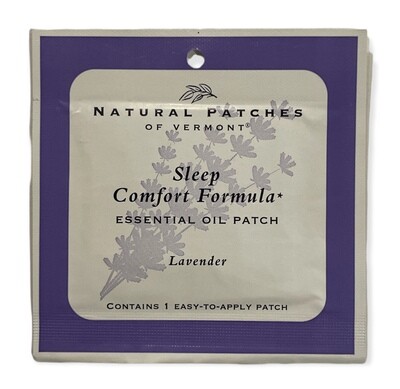 NATURAL PATCHES
OF VERMONT®
Sleep
Comfort Formula*
ESSENTIAL OIL PATCH
Lavender
CONTAINS 1 EASY-TO-APPLY PATCH